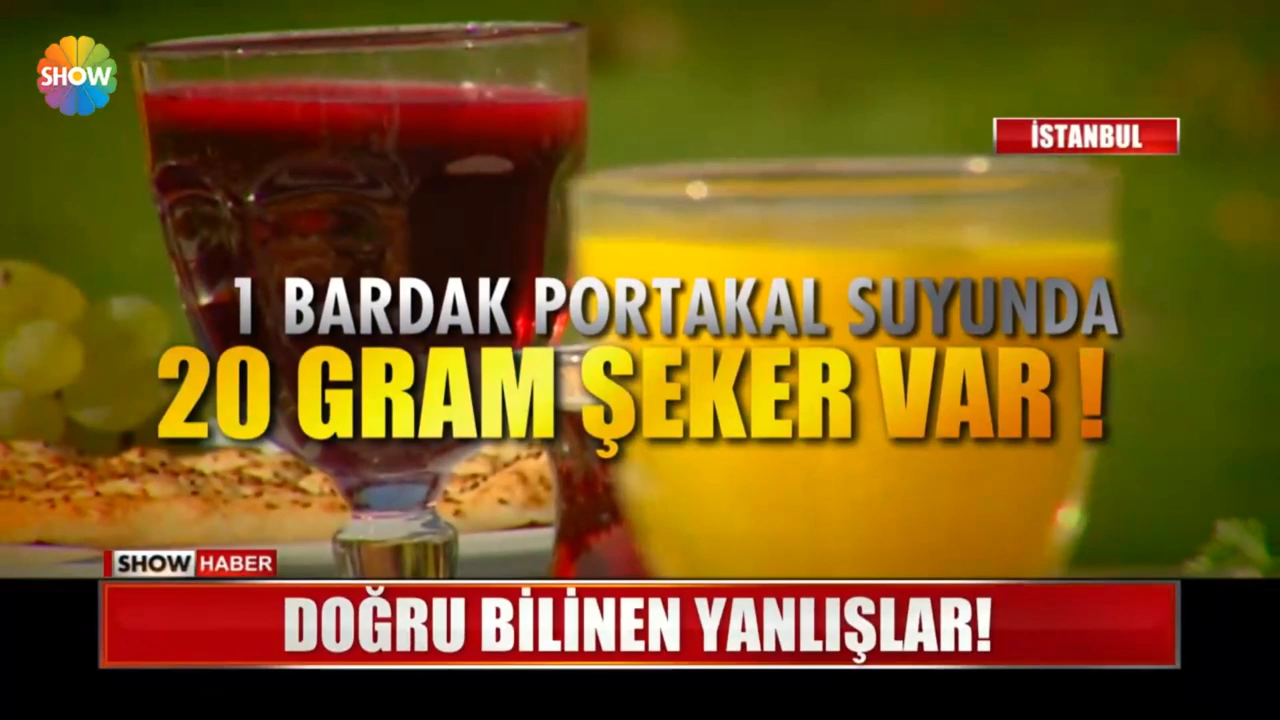 SHOW
İSTANBUL
1 BARDAK PORTAKAL SUYUNDA
20 GRAM ŞEKER VAR !
SHOW HABER
DOĞRU BİLİNEN YANLIŞLAR!